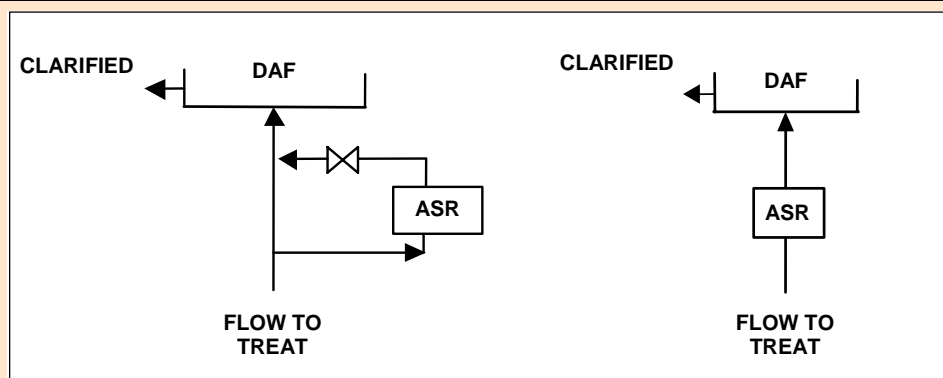 CLARIFIED
DAF
ASR
FLOW TO
TREAT
CLARIFIED
DAF
ASR
FLOW TO
TREAT